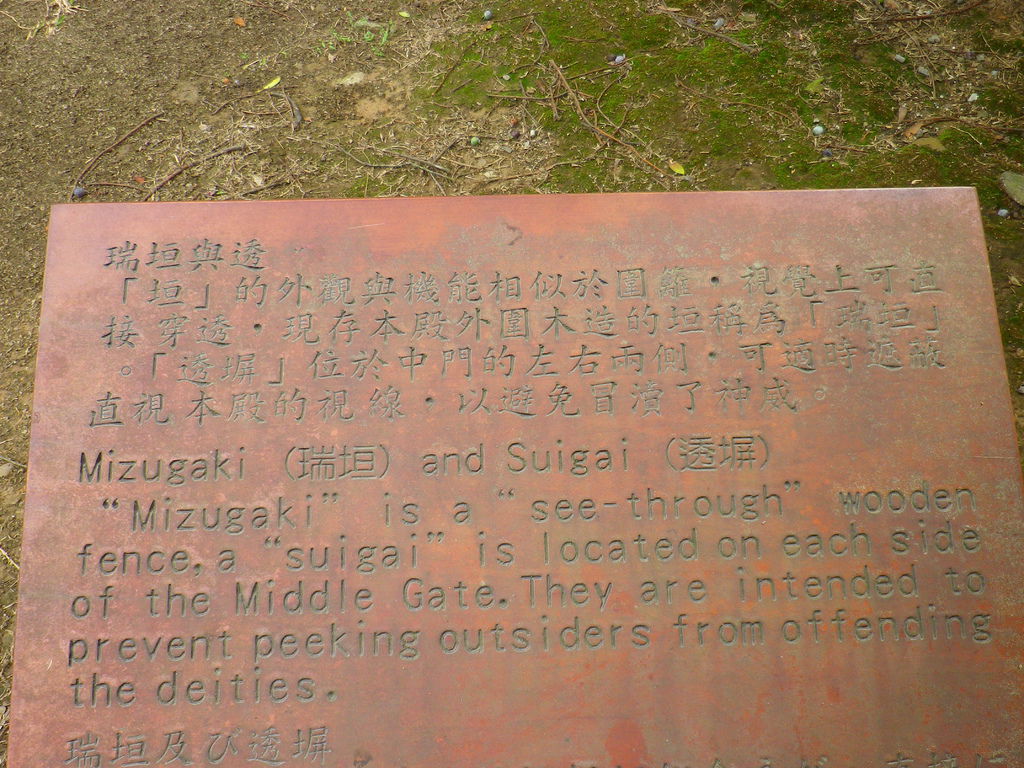 瑞垣與透
「垣」的外觀與機能相似於圍籬，視覺上可直
接穿透，現存本殿外圍木造的垣稱為「瑞垣」
。「透塀」位於中門的左右兩側，可適時遮蔽
直視本殿的視線，以避免冒瀆了神威。
Mizugaki （瑞垣） and Suigai （透塀）
“Mizugaki” is a “see-through” wooden
fence, a “suigai” is located on each side
of the Middle Gate. They are intended to
prevent peeking outsiders from offending
the deities.
瑞垣及び透塀